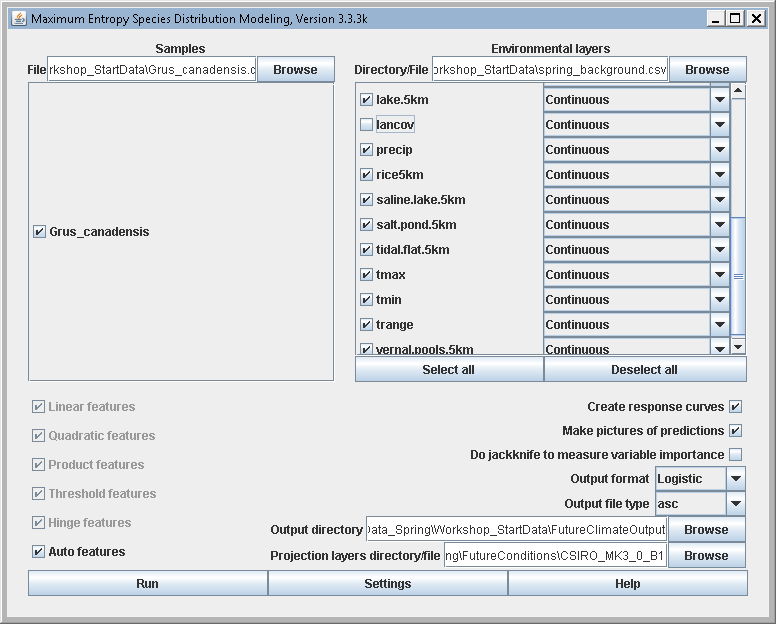 Maximum Entropy Species Distribution Modeling, Version 3.3.3k
Samples
File rkshop_StartData\Grus_canadensis.c Browse
Grus_canadensis
Environmental layers
Directory/File orkshop_StartData\spring_background.csv Browse
lake.5km Continuous
lancov Continuous
precip Continuous
rice5km Continuous
saline.lake.5km Continuous
salt.pond.5km Continuous
tidal.flat.5km Continuous
tmax Continuous
tmin Continuous
trange Continuous
vernal.pools.5km Continuous
Select all Deselect all
Linear features
Quadratic features
Product features
Threshold features
Hinge features
Auto features
Create response curves
Make pictures of predictions
Do jackknife to measure variable importance
Output format Logistic
Output file type asc
Output directory Data_Spring\Workshop_StartData\FutureClimateOutput Browse
Projection layers directory/file ng\FutureConditions\CSIRO_MK3_0_B1 Browse
Run Settings Help